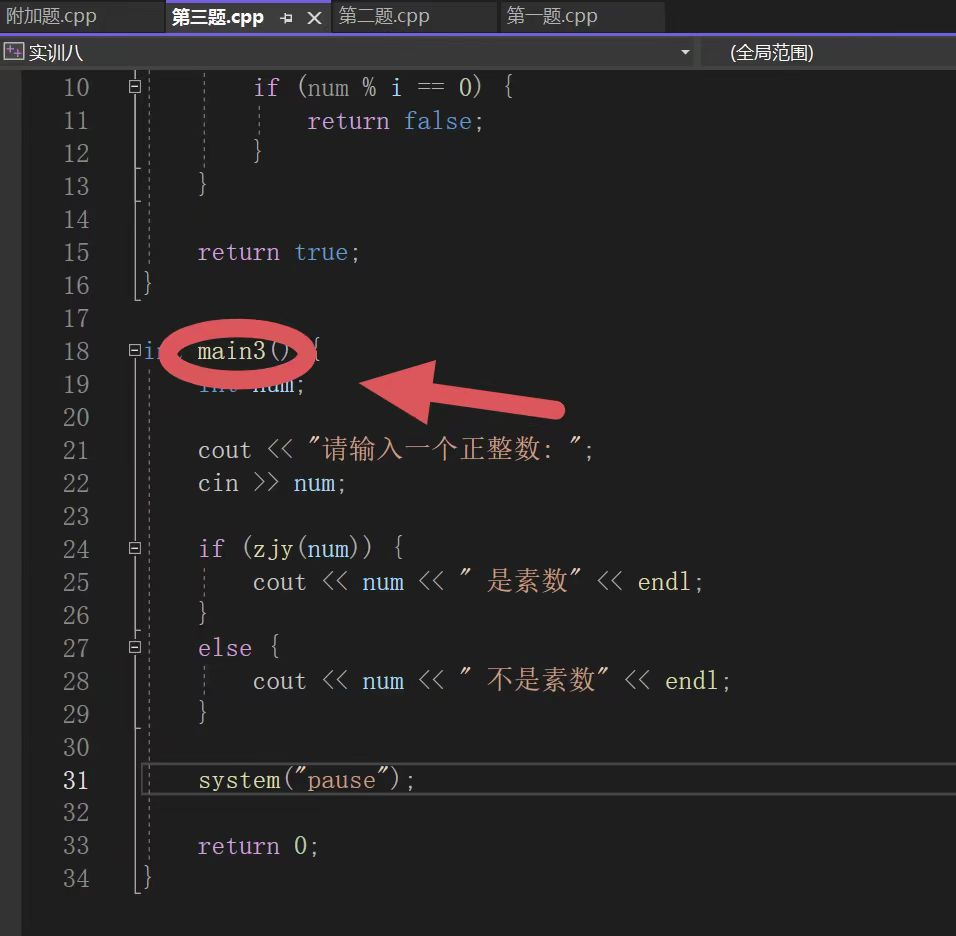 附加题.cpp 第三题.cpp 第二题.cpp 第一题.cpp
实训八 (全局范围)
10 if (num % i == 0) {
11 return false;
12 }
13 }
14
15 return true;
16 }
17
18 main3() {
19 int num;
20
21 cout << "请输入一个正整数: ";
22 cin >> num;
23
24 if (zjy(num)) {
25 cout << num << " 是素数" << endl;
26 }
27 else {
28 cout << num << " 不是素数" << endl;
29 }
30
31 system("pause");
32
33 return 0;
34 }